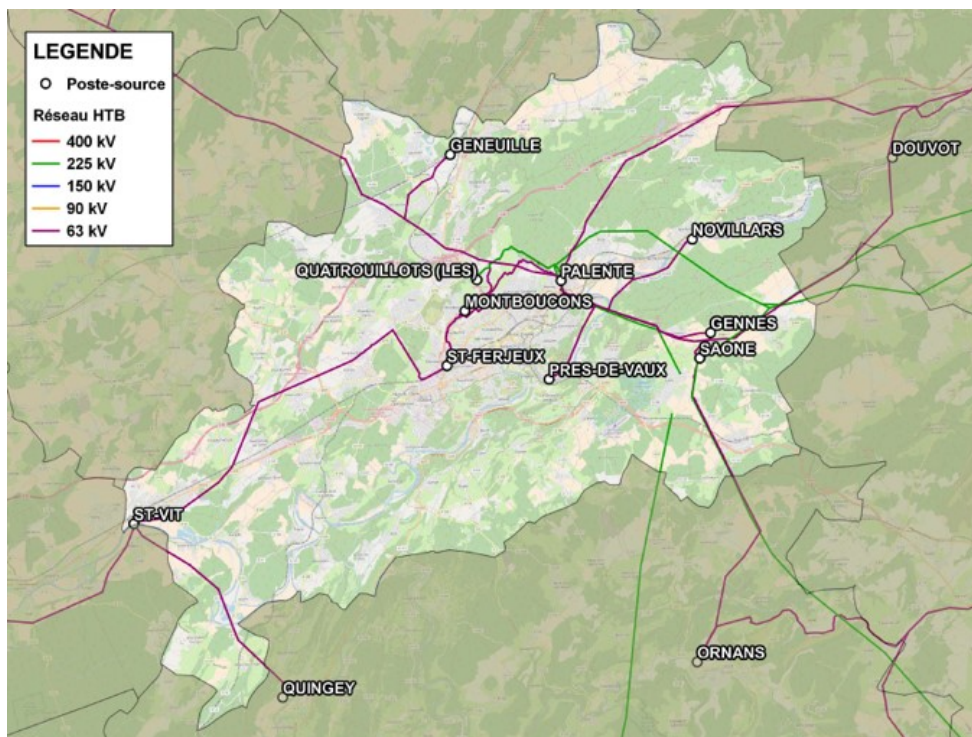 LEGENDE
Poste-source
Réseau HTB
400 kV
225 kV
150 kV
90 kV
63 kV
GENEUILLE
DOUVOT
NOVILLARS
QUATROUILLOTS (LES)
PALENTE
MONTBOUCONS
GENNES
SAÔNE
ST-FERJEUX
PRES-DE-VAUX
ST-VIT
ORNANS
QUINGEY